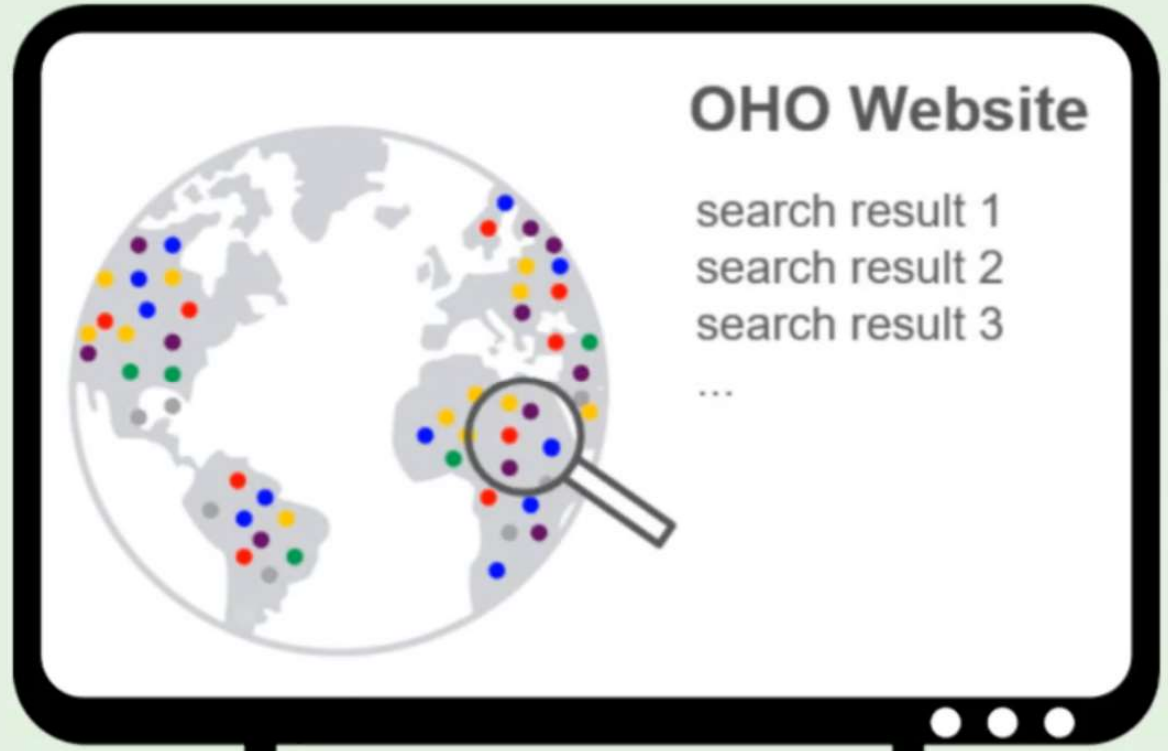 OHO Website
search result 1
search result 2
search result 3
...